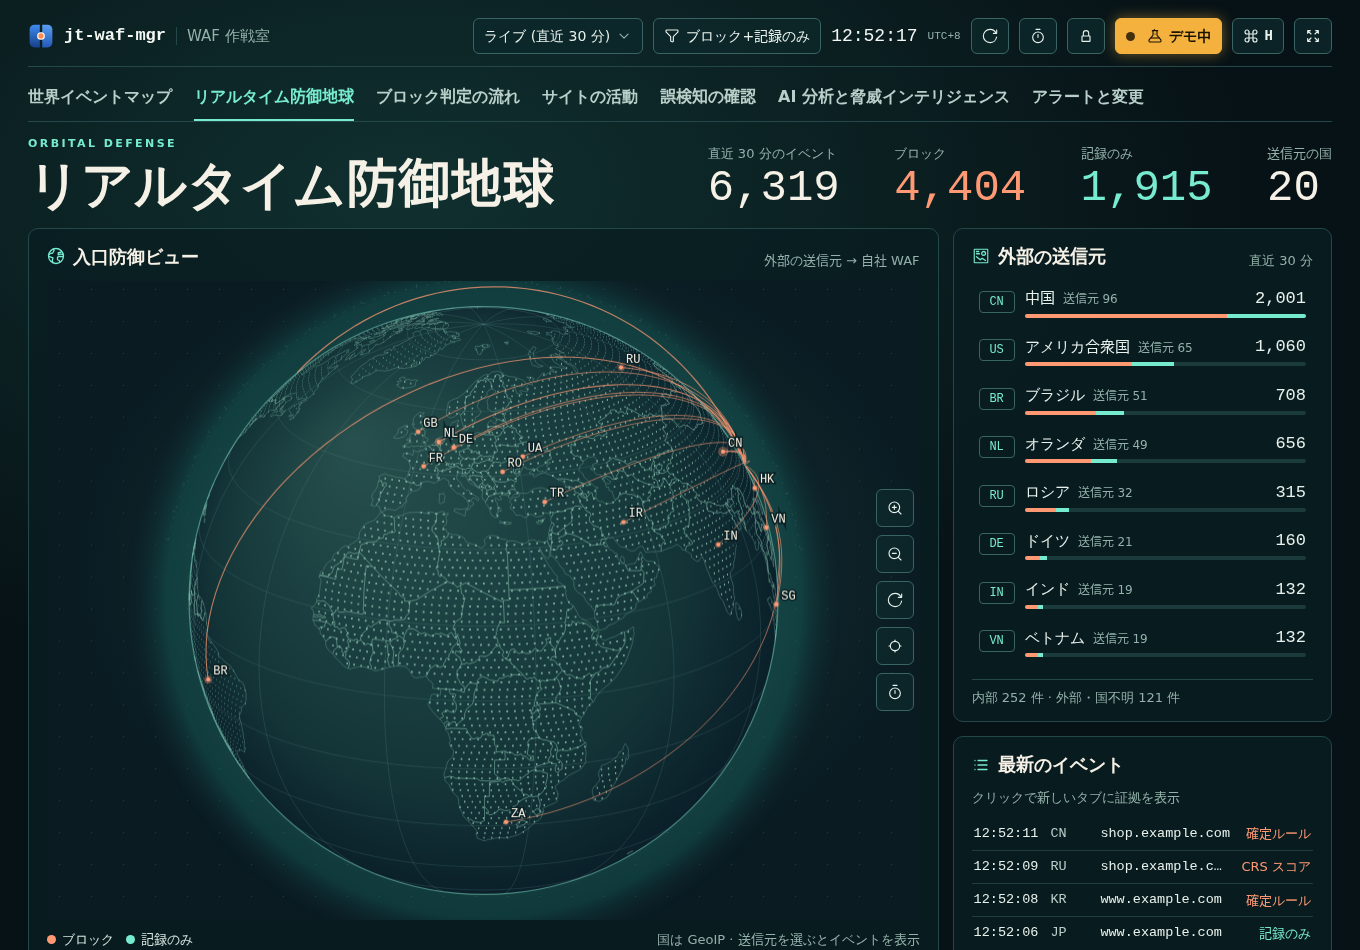 jt-waf-mgr WAF 作戦室 ライブ (直近 30 分) ブロック+記録のみ 12:52:17 UTC+8 デモ中 ⌘ H
世界イベントマップ リアルタイム防御地球 ブロック判定の流れ サイトの活動 誤検知の確認 AI 分析と脅威インテリジェンス アラートと変更
ORBITAL DEFENSE
リアルタイム防御地球
直近 30 分のイベント ブロック 記録のみ 送信元の国
6,319 4,404 1,915 20
入口防御ビュー 外部の送信元 → 自社 WAF
RU
GB
NL
DE
FR
UA
RO
TR
IR
CN
HK
VN
IN
SG
BR
ZA
ブロック 記録のみ 国は GeoIP · 送信元を選ぶとイベントを表示
外部の送信元 直近 30 分
CN 中国 送信元 96 2,001
US アメリカ合衆国 送信元 65 1,060
BR ブラジル 送信元 51 708
NL オランダ 送信元 49 656
RU ロシア 送信元 32 315
DE ドイツ 送信元 21 160
IN インド 送信元 19 132
VN ベトナム 送信元 19 132
内部 252 件 · 外部・国不明 121 件
最新のイベント
クリックで新しいタブに証拠を表示
12:52:11 CN shop.example.com 確定ルール
12:52:09 RU shop.example.c… CRS スコア
12:52:08 KR www.example.com 確定ルール
12:52:06 JP www.example.com 記録のみ